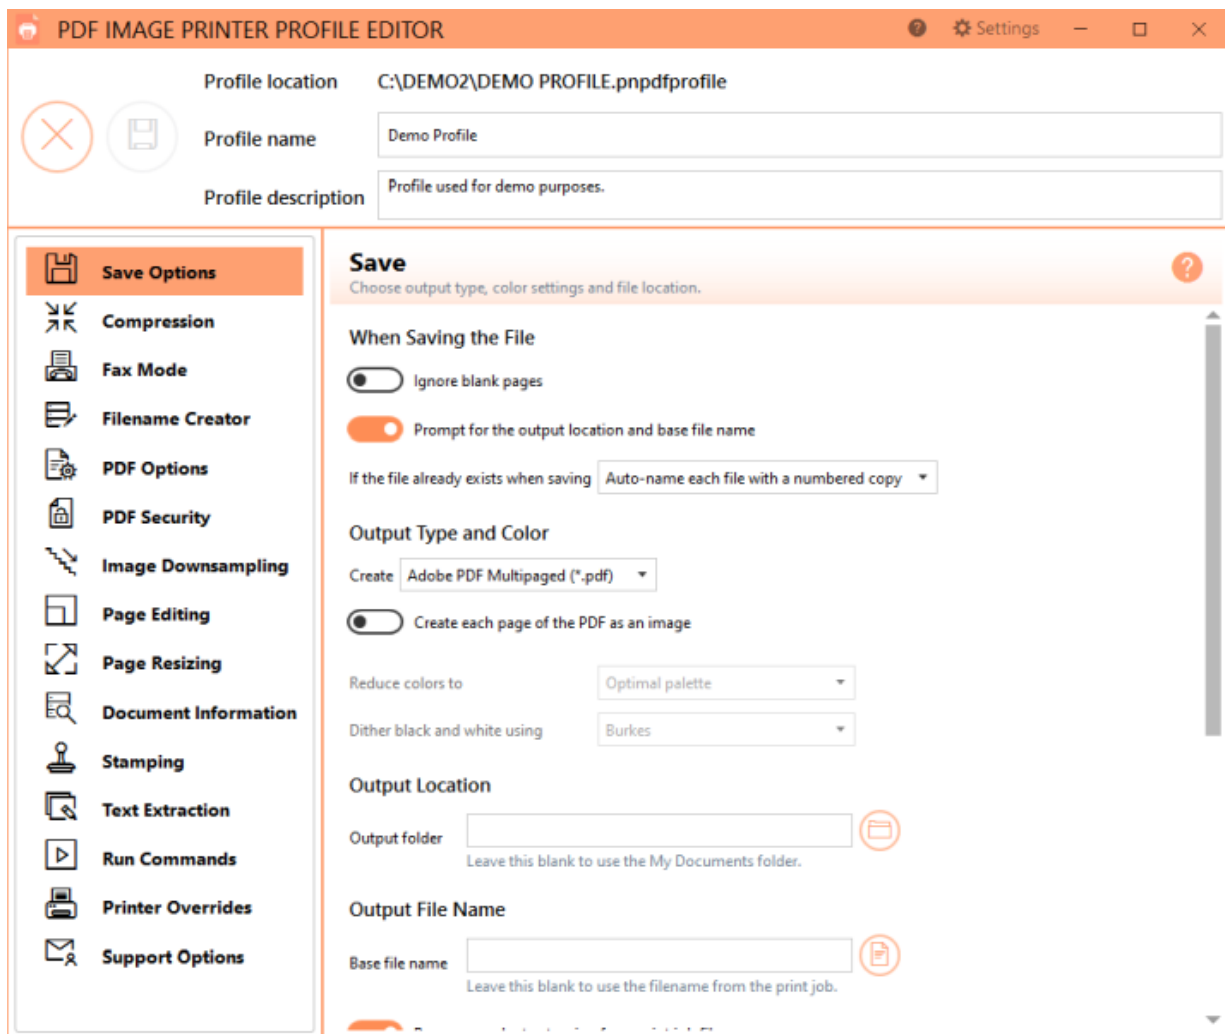 PDF IMAGE PRINTER PROFILE EDITOR
? Settings
Profile location C:\DEMO2\DEMO PROFILE.pnpdfprofile
Profile name Demo Profile
Profile description Profile used for demo purposes.
Save Options
Compression
Fax Mode
Filename Creator
PDF Options
PDF Security
Image Downsampling
Page Editing
Page Resizing
Document Information
Stamping
Text Extraction
Run Commands
Printer Overrides
Support Options
Save
?
Choose output type, color settings and file location.
When Saving the File
Ignore blank pages
Prompt for the output location and base file name
If the file already exists when saving Auto-name each file with a numbered copy
Output Type and Color
Create Adobe PDF Multipaged (*.pdf)
Create each page of the PDF as an image
Reduce colors to Optimal palette
Dither black and white using Burkes
Output Location
Output folder
Leave this blank to use the My Documents folder.
Output File Name
Base file name
Leave this blank to use the filename from the print job.